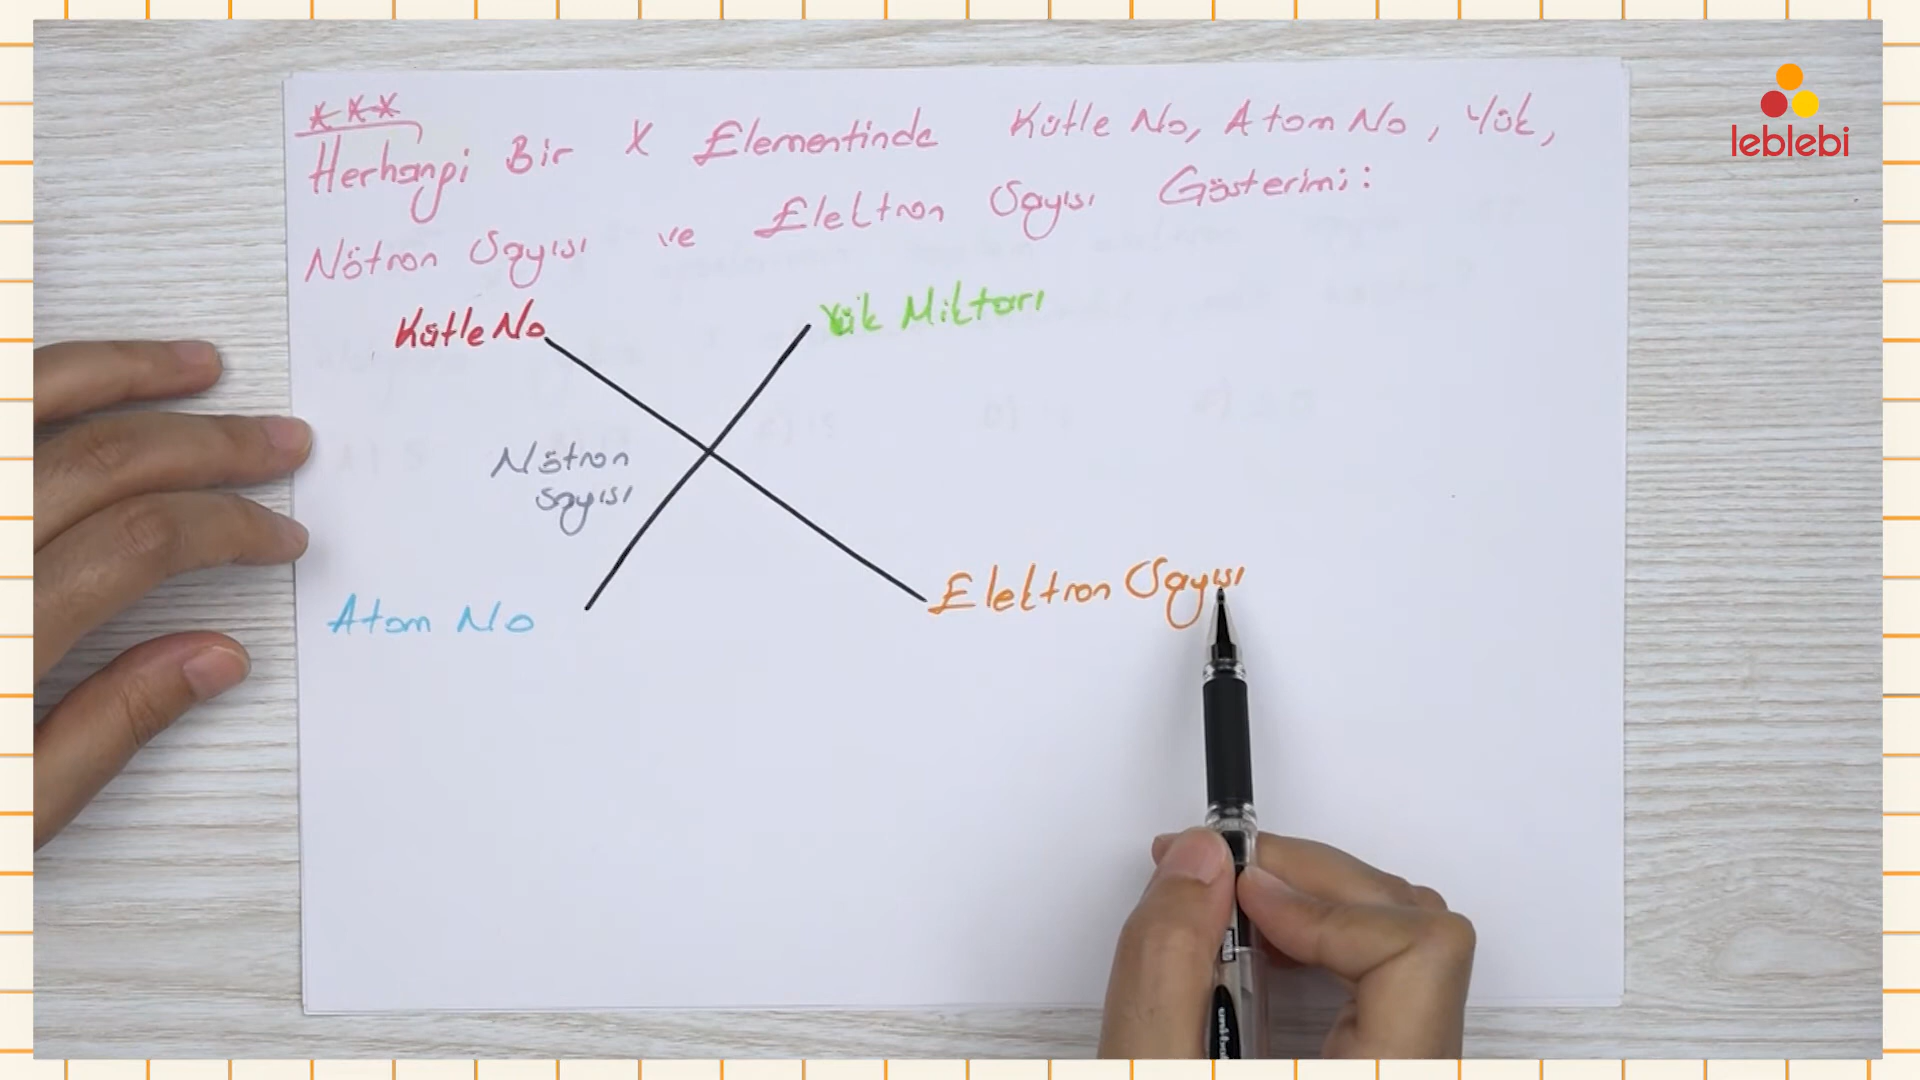 ***
Herhangi Bir X Elementinde Kütle No, Atom No, Yük,
Nötron Sayısı ve Elektron Sayısı Gösterimi:
Kütle No
Yük Miktarı
Nötron
sayısı
Atom No
Elektron Sayısı
leblebi